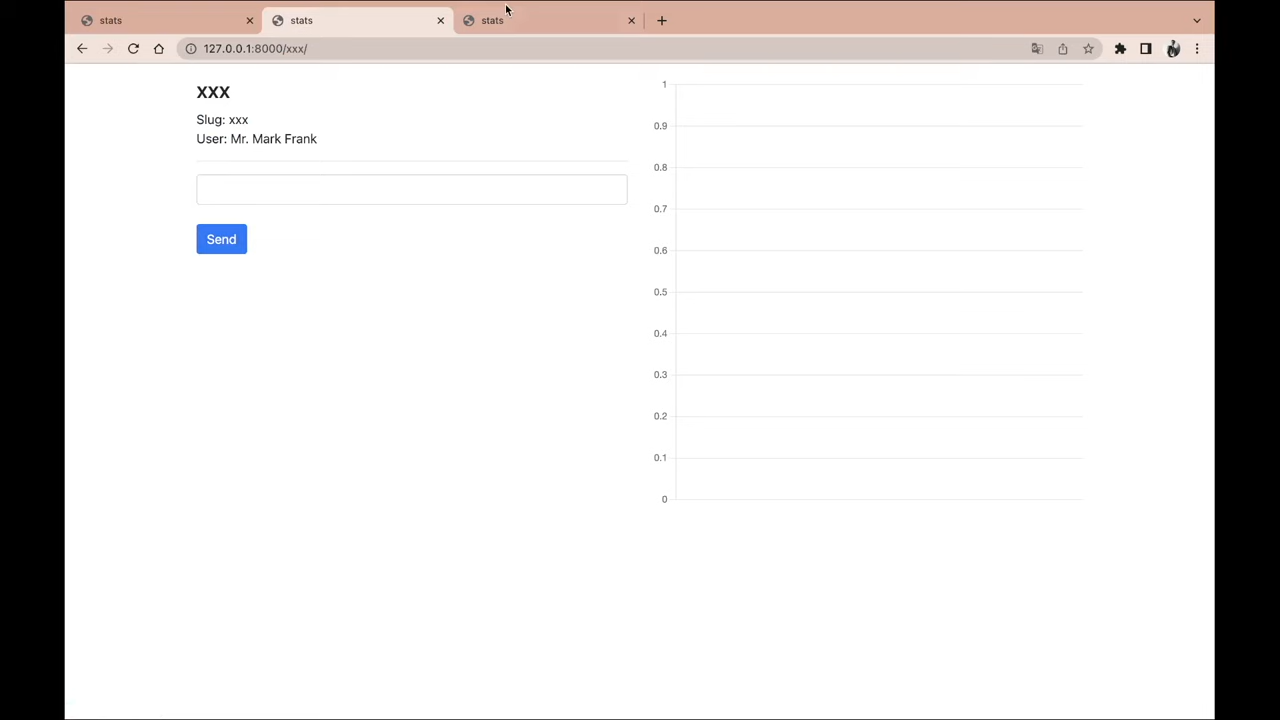 stats
stats
stats
127.0.0.1:8000/xxx/
XXX
Slug: xxx
User: Mr. Mark Frank
Send
1
0.9
0.8
0.7
0.6
0.5
0.4
0.3
0.2
0.1
0